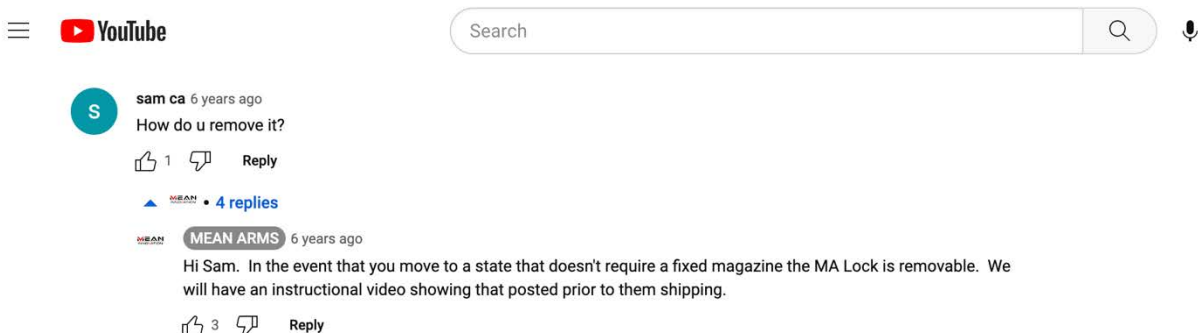 YouTube
Search
sam ca 6 years ago
How do u remove it?
1 Reply
MEAN • 4 replies
MEAN
MEAN ARMS 6 years ago
Hi Sam. In the event that you move to a state that doesn't require a fixed magazine the MA Lock is removable. We
will have an instructional video showing that posted prior to them shipping.
3 Reply